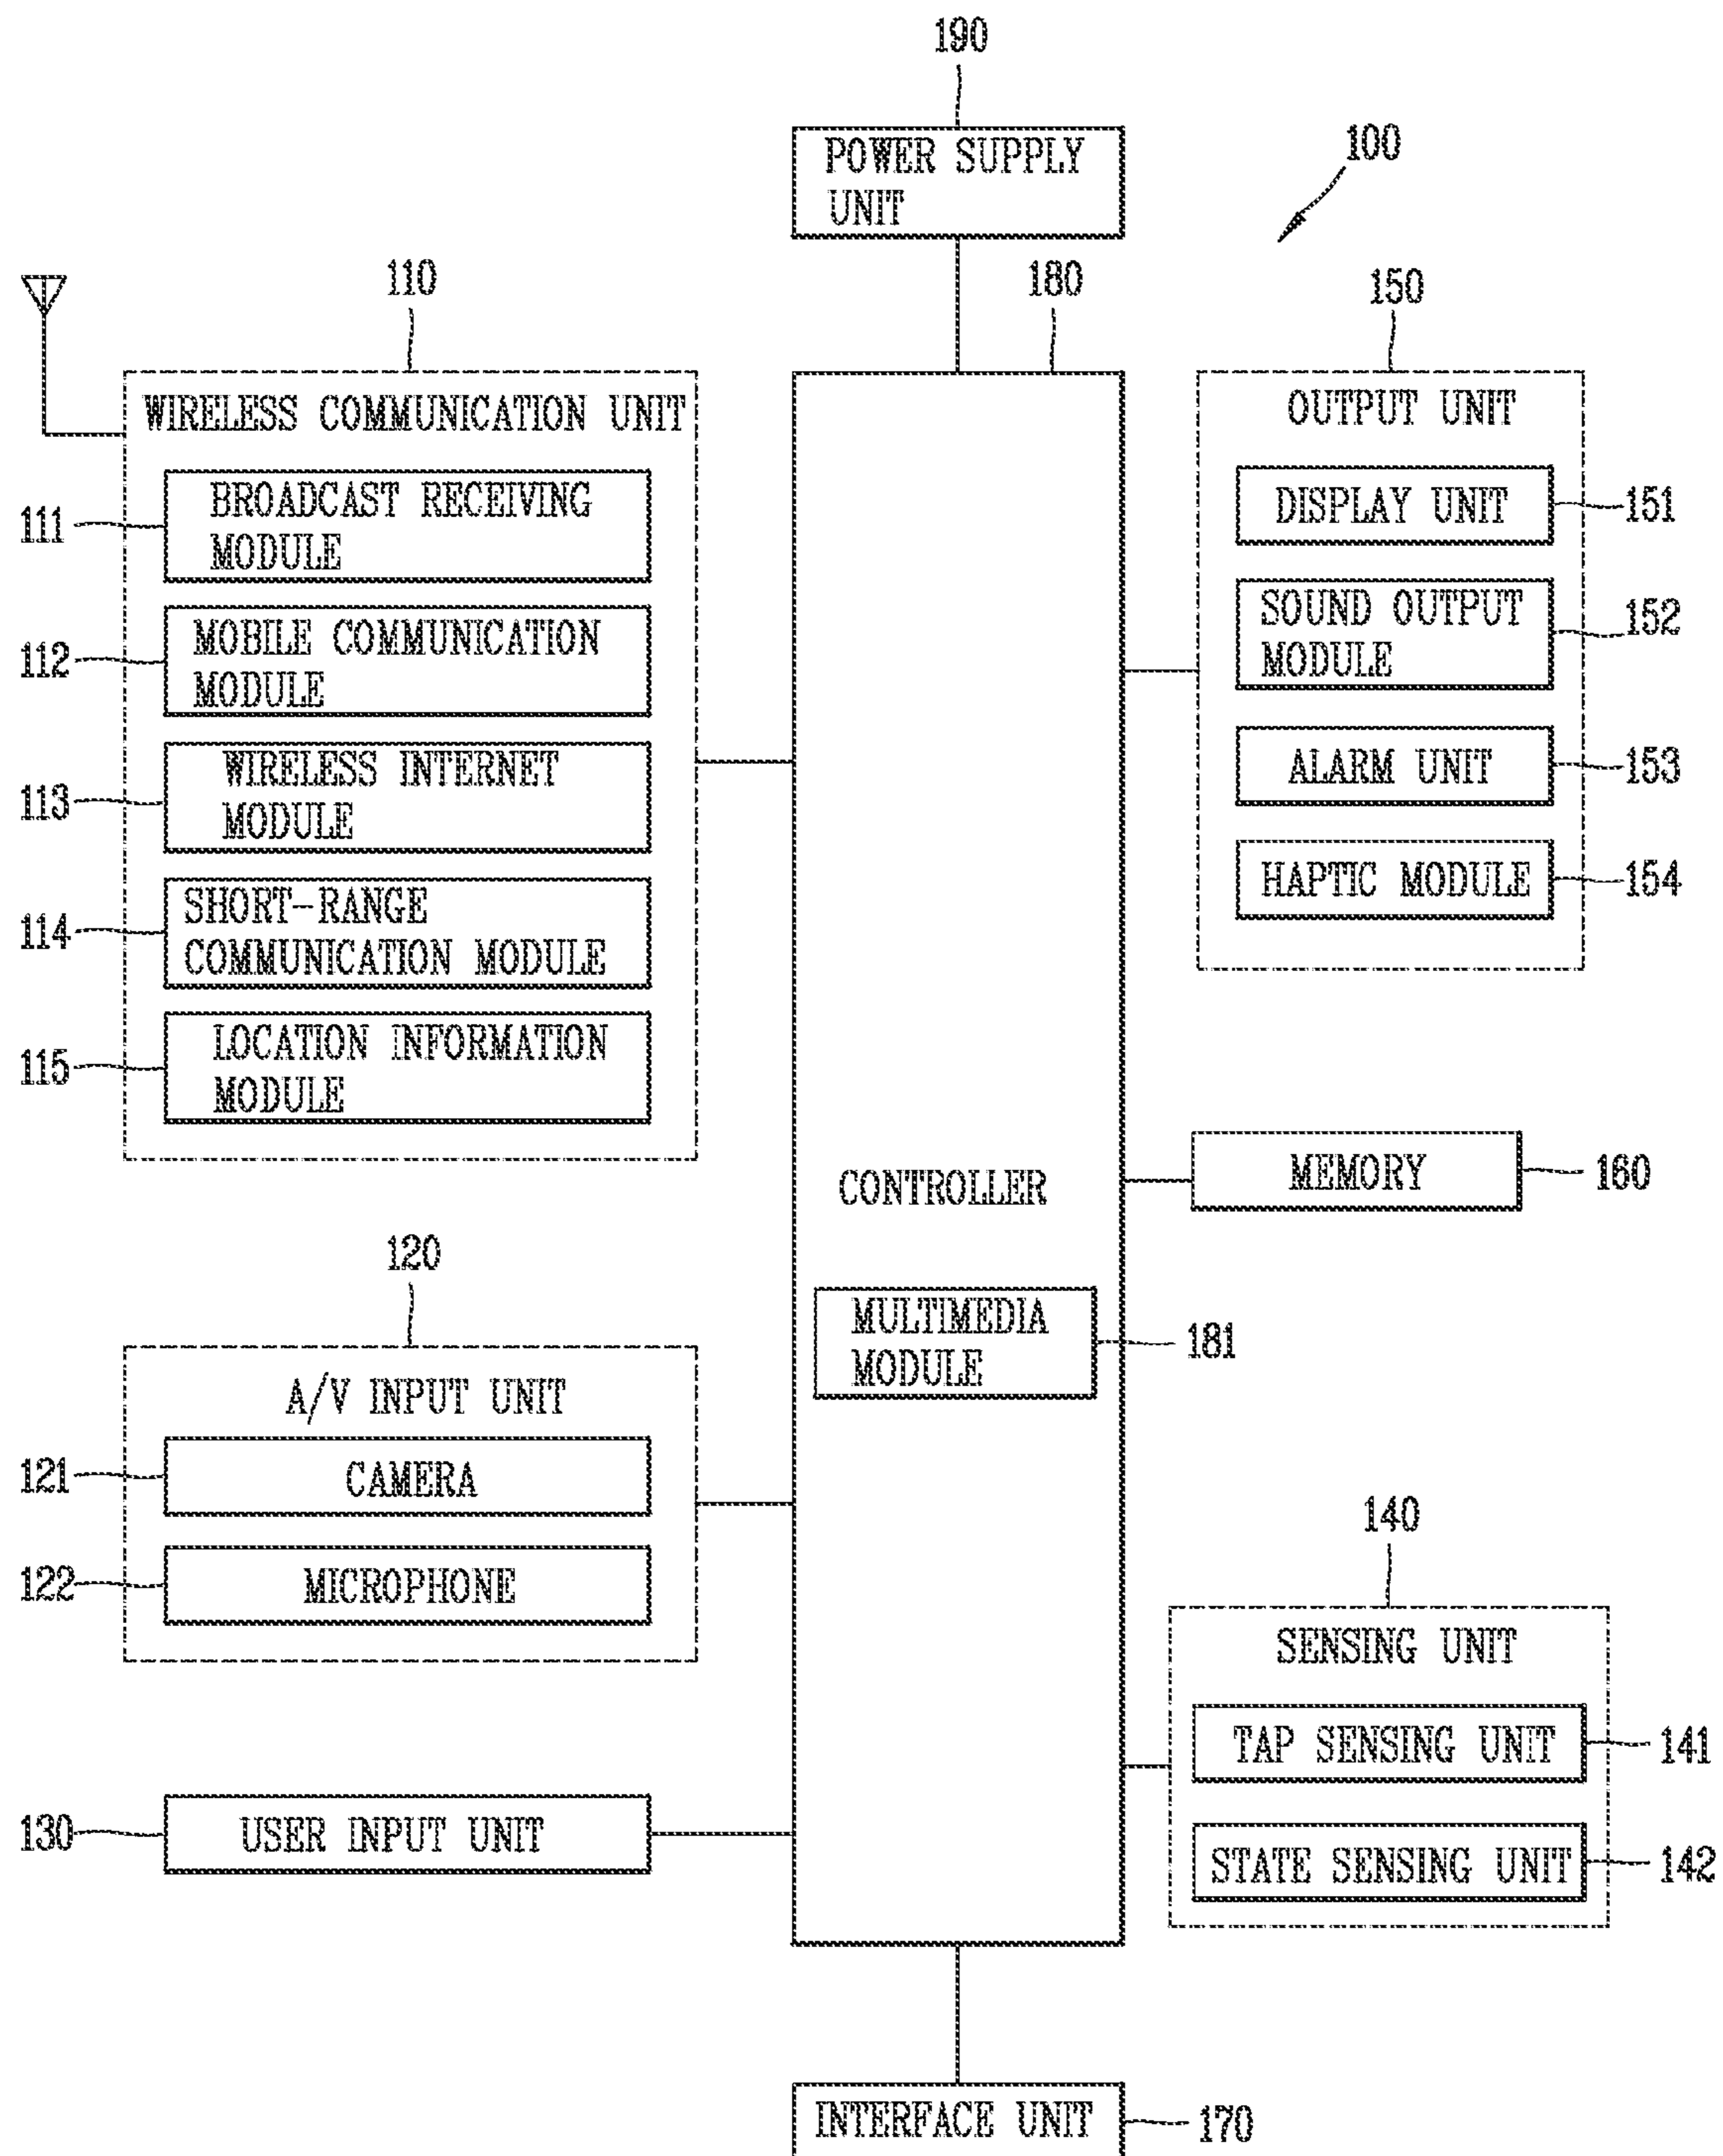 190
POWER SUPPLY
UNIT
100
110
180
150
WIRELESS COMMUNICATION UNIT
111
BROADCAST RECEIVING
MODULE
112
MOBILE COMMUNICATION
MODULE
113
WIRELESS INTERNET
MODULE
114
SHORT-RANGE
COMMUNICATION MODULE
115
LOCATION INFORMATION
MODULE
OUTPUT UNIT
DISPLAY UNIT
151
SOUND OUTPUT
MODULE
152
ALARM UNIT
153
HAPTIC MODULE
154
CONTROLLER
MULTIMEDIA
MODULE
181
MEMORY
160
120
A/V INPUT UNIT
121
CAMERA
122
MICROPHONE
130
USER INPUT UNIT
140
SENSING UNIT
TAP SENSING UNIT
141
STATE SENSING UNIT
142
INTERFACE UNIT
170